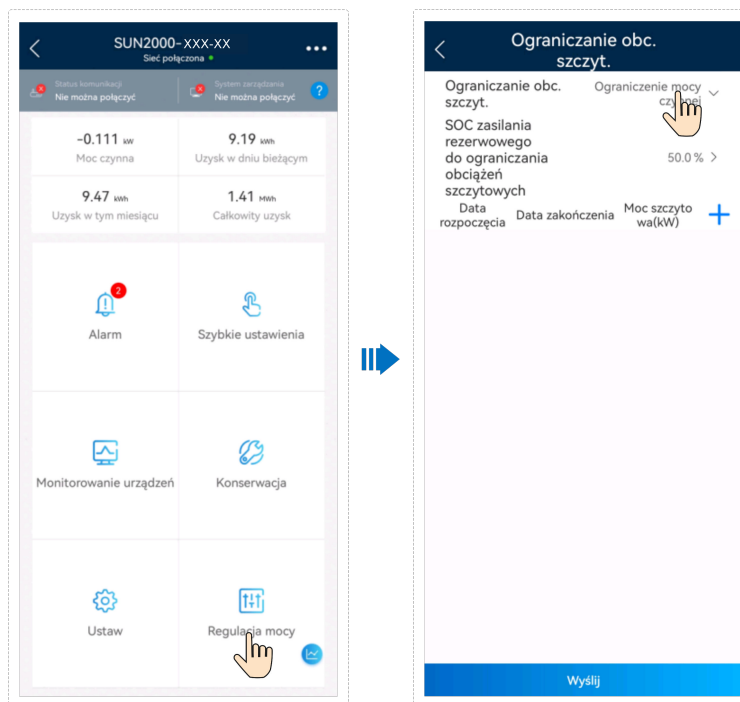 SUN2000-XXX-XX
Sieć połączona
Status komunikacji
Nie można połączyć
System zarządzania
Nie można połączyć
?
-0.111 kW
Moc czynna
9.19 kWh
Uzysk w dniu bieżącym
9.47 kWh
Uzysk w tym miesiącu
1.41 MWh
Całkowity uzysk
2
Alarm
Szybkie ustawienia
Monitorowanie urządzeń
Konserwacja
Ustaw
Regulacja mocy
Ograniczanie obc.
szczyt.
Ograniczanie obc.
szczyt.
Ograniczenie mocy
czynnej
SOC zasilania
rezerwowego
do ograniczania
obciążeń
szczytowych
50.0 %
Data
rozpoczęcia
Data zakończenia
Moc szczyto
wa(kW)
Wyślij